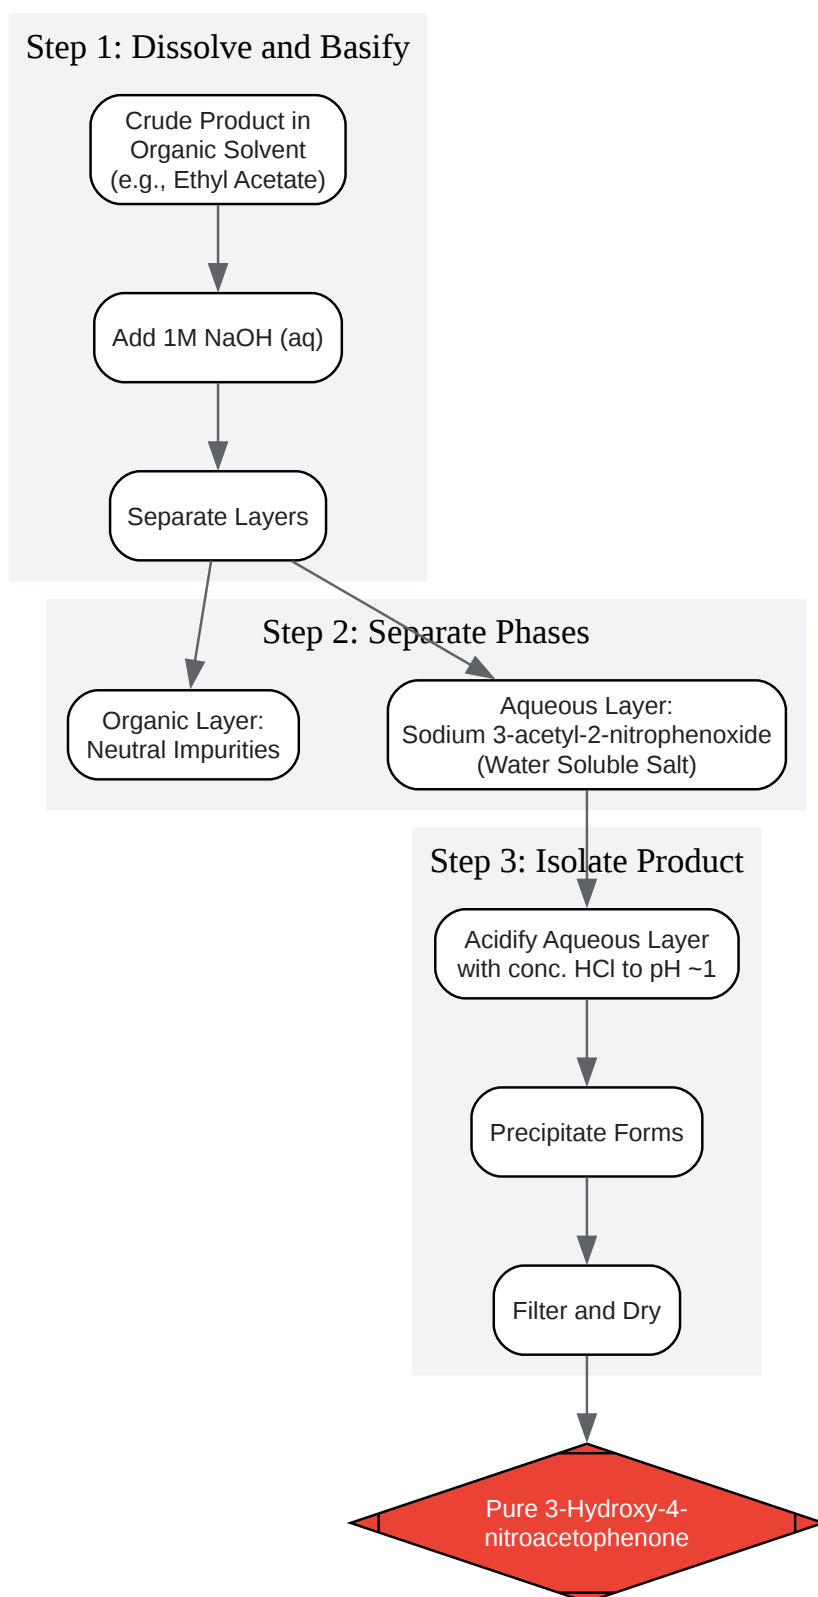 Step 1: Dissolve and Basify
Crude Product in
Organic Solvent
(e.g., Ethyl Acetate)
Add 1M NaOH (aq)
Separate Layers
Step 2: Separate Phases
Organic Layer:
Neutral Impurities
Aqueous Layer:
Sodium 3-acetyl-2-nitrophenoxide
(Water Soluble Salt)
Step 3: Isolate Product
Acidify Aqueous Layer
with conc. HCl to pH ~1
Precipitate Forms
Filter and Dry
Pure 3-Hydroxy-4-
nitroacetophenone